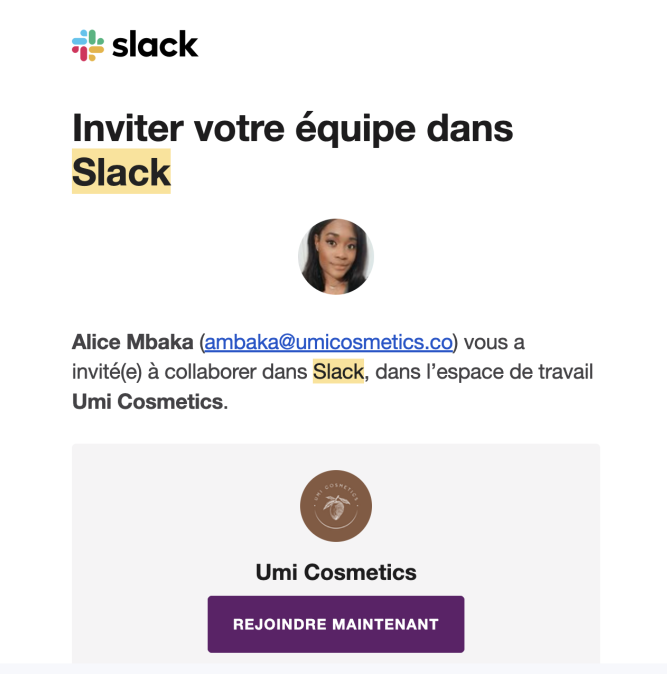 slack
Inviter votre équipe dans
Slack
Alice Mbaka (ambaka@umicosmetics.co) vous a
invité(e) à collaborer dans Slack, dans l’espace de travail
Umi Cosmetics.
UMI COSMETICS
Umi Cosmetics
REJOINDRE MAINTENANT